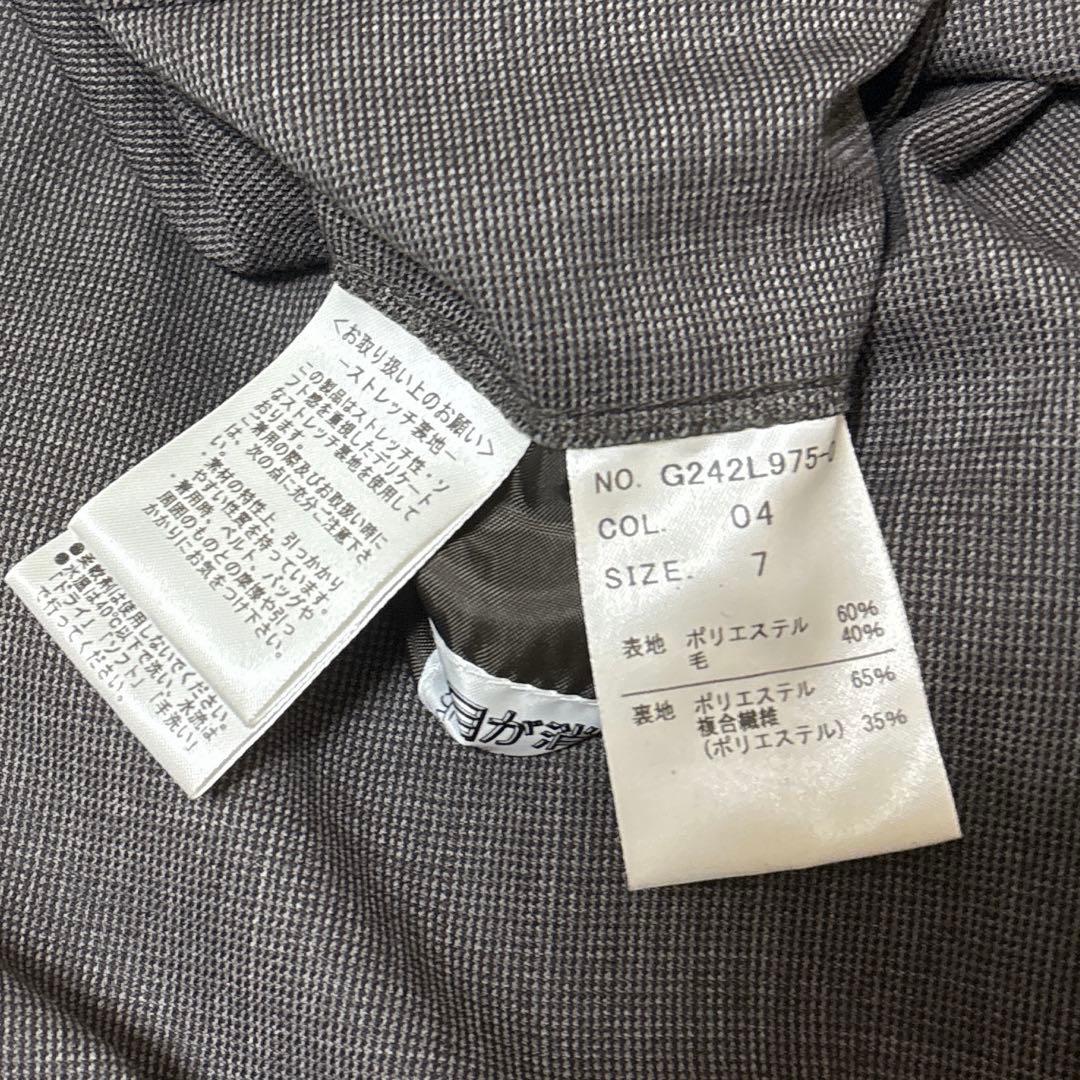 <お取り扱い上のお願い>
ーストレッチ素地ー
この製品はストレッチ性・ソ
フト感を重視したデリケート
なストレッチ素地を使用して
おります。
ご着用の際及びお取扱い時に
は、次の点に充分ご注意下さ
い。
・素材の特性上、引っかかり
やすい性質を持っています。
・着用時、ベルト・バッグや
周囲のものとの摩擦や引っ
かかりにお気をつけ下さい。
●柔軟剤は使用しないでください。
●水温は40℃以下で洗い、水流は
「ドライ」「ソフト」「手洗い」
で行ってください。
NO. G242L975-
COL. 04
SIZE. 7
表地 ポリエステル 60%
毛 40%
裏地 ポリエステル 65%
複合繊維
(ポリエステル) 35%
が消